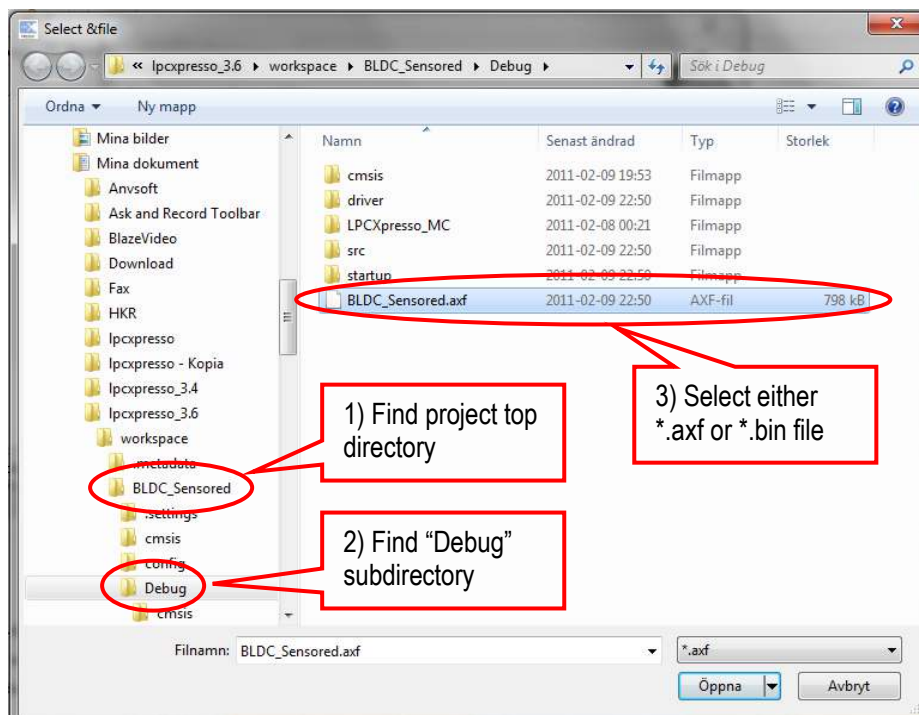 Select &file
« lpcxpresso_3.6 ▸ workspace ▸ BLDC_Sensored ▸ Debug ▸
Sök i Debug
Ordna
Ny mapp
Mina bilder
Mina dokument
Anvsoft
Ask and Record Toolbar
BlazeVideo
Download
Fax
HKR
lpcxpresso
lpcxpresso - Kopia
lpcxpresso_3.4
lpcxpresso_3.6
workspace
.metadata
BLDC_Sensored
.settings
cmsis
config
Debug
cmsis
Namn Senast ändrad Typ Storlek
cmsis 2011-02-09 19:53 Filmapp
driver 2011-02-09 22:50 Filmapp
LPCXpresso_MC 2011-02-08 00:21 Filmapp
src 2011-02-09 22:50 Filmapp
startup 2011-02-09 22:50 Filmapp
BLDC_Sensored.axf 2011-02-09 22:50 AXF-fil 798 kB
1) Find project top
directory
3) Select either
*.axf or *.bin file
2) Find “Debug”
subdirectory
Filnamn: BLDC_Sensored.axf
*.axf
Öppna
Avbryt